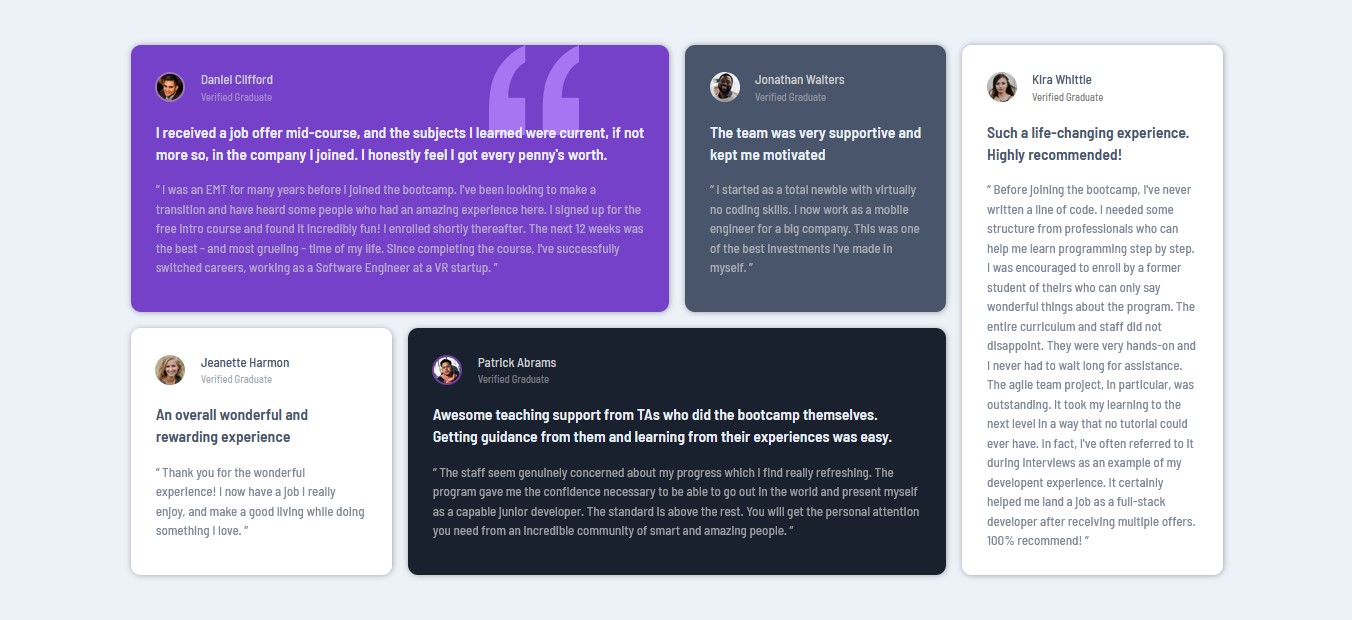 Daniel Clifford
Verified Graduate
I received a job offer mid-course, and the subjects I learned were current, if not
more so, in the company I joined. I honestly feel I got every penny's worth.
“ I was an EMT for many years before I joined the bootcamp. I've been looking to make a
transition and have heard some people who had an amazing experience here. I signed up for the
free intro course and found it incredibly fun! I enrolled shortly thereafter. The next 12 weeks was
the best - and most grueling - time of my life. Since completing the course, I've successfully
switched careers, working as a Software Engineer at a VR startup. ”
Jonathan Walters
Verified Graduate
The team was very supportive and
kept me motivated
“ I started as a total newbie with virtually
no coding skills. I now work as a mobile
engineer for a big company. This was one
of the best investments I've made in
myself. ”
Kira Whittle
Verified Graduate
Such a life-changing experience.
Highly recommended!
“ Before joining the bootcamp, I've never
written a line of code. I needed some
structure from professionals who can
help me learn programming step by step.
I was encouraged to enroll by a former
student of theirs who can only say
wonderful things about the program. The
entire curriculum and staff did not
disappoint. They were very hands-on and
I never had to wait long for assistance.
The agile team project, in particular, was
outstanding. It took my learning to the
next level in a way that no tutorial could
ever have. In fact, I've often referred to it
during interviews as an example of my
developent experience. It certainly
helped me land a job as a full-stack
developer after receiving multiple offers.
100% recommend! ”
Jeanette Harmon
Verified Graduate
An overall wonderful and
rewarding experience
“ Thank you for the wonderful
experience! I now have a job I really
enjoy, and make a good living while doing
something I love. ”
Patrick Abrams
Verified Graduate
Awesome teaching support from TAs who did the bootcamp themselves.
Getting guidance from them and learning from their experiences was easy.
“ The staff seem genuinely concerned about my progress which I find really refreshing. The
program gave me the confidence necessary to be able to go out in the world and present myself
as a capable junior developer. The standard is above the rest. You will get the personal attention
you need from an incredible community of smart and amazing people. ”